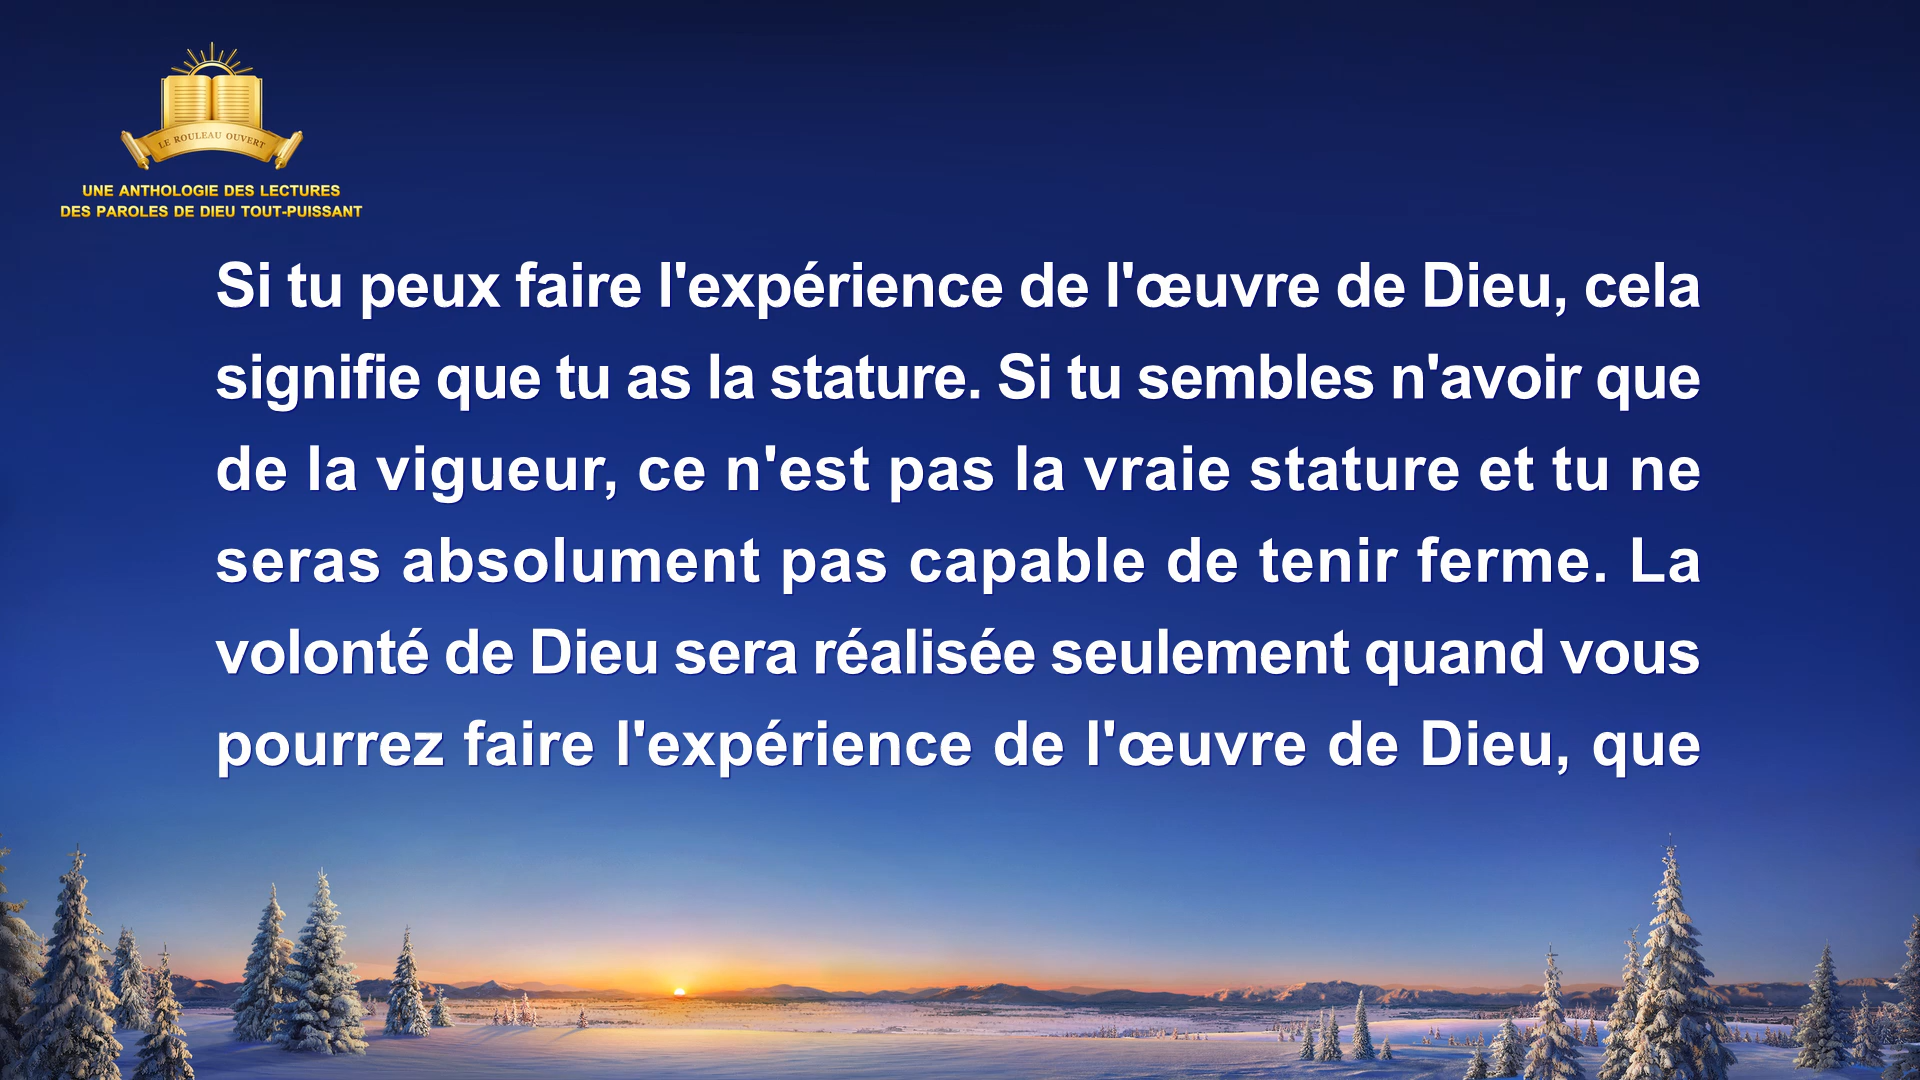 LE ROULEAU OUVERT
UNE ANTHOLOGIE DES LECTURES
DES PAROLES DE DIEU TOUT-PUISSANT
Si tu peux faire l'expérience de l'œuvre de Dieu, cela
signifie que tu as la stature. Si tu sembles n'avoir que
de la vigueur, ce n'est pas la vraie stature et tu ne
seras absolument pas capable de tenir ferme. La
volonté de Dieu sera réalisée seulement quand vous
pourrez faire l'expérience de l'œuvre de Dieu, que